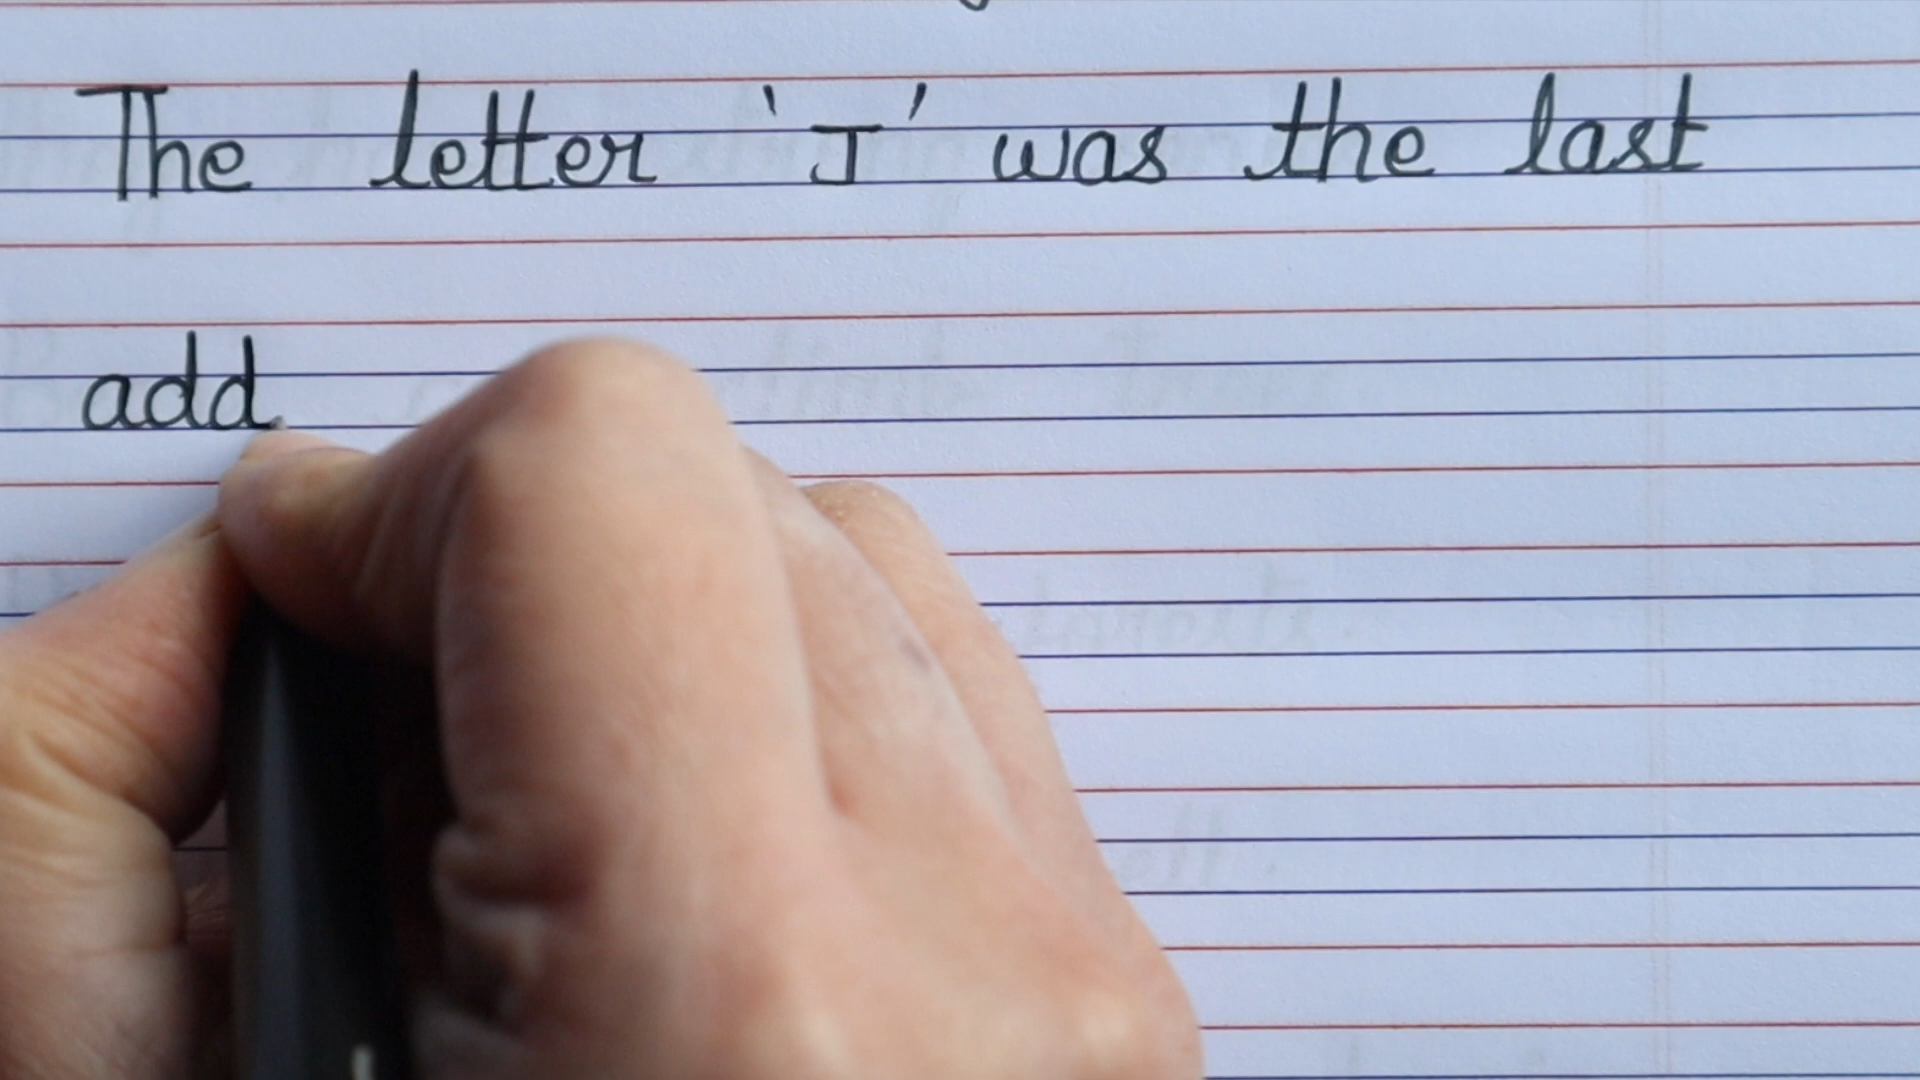 The letter 'J' was the last
add